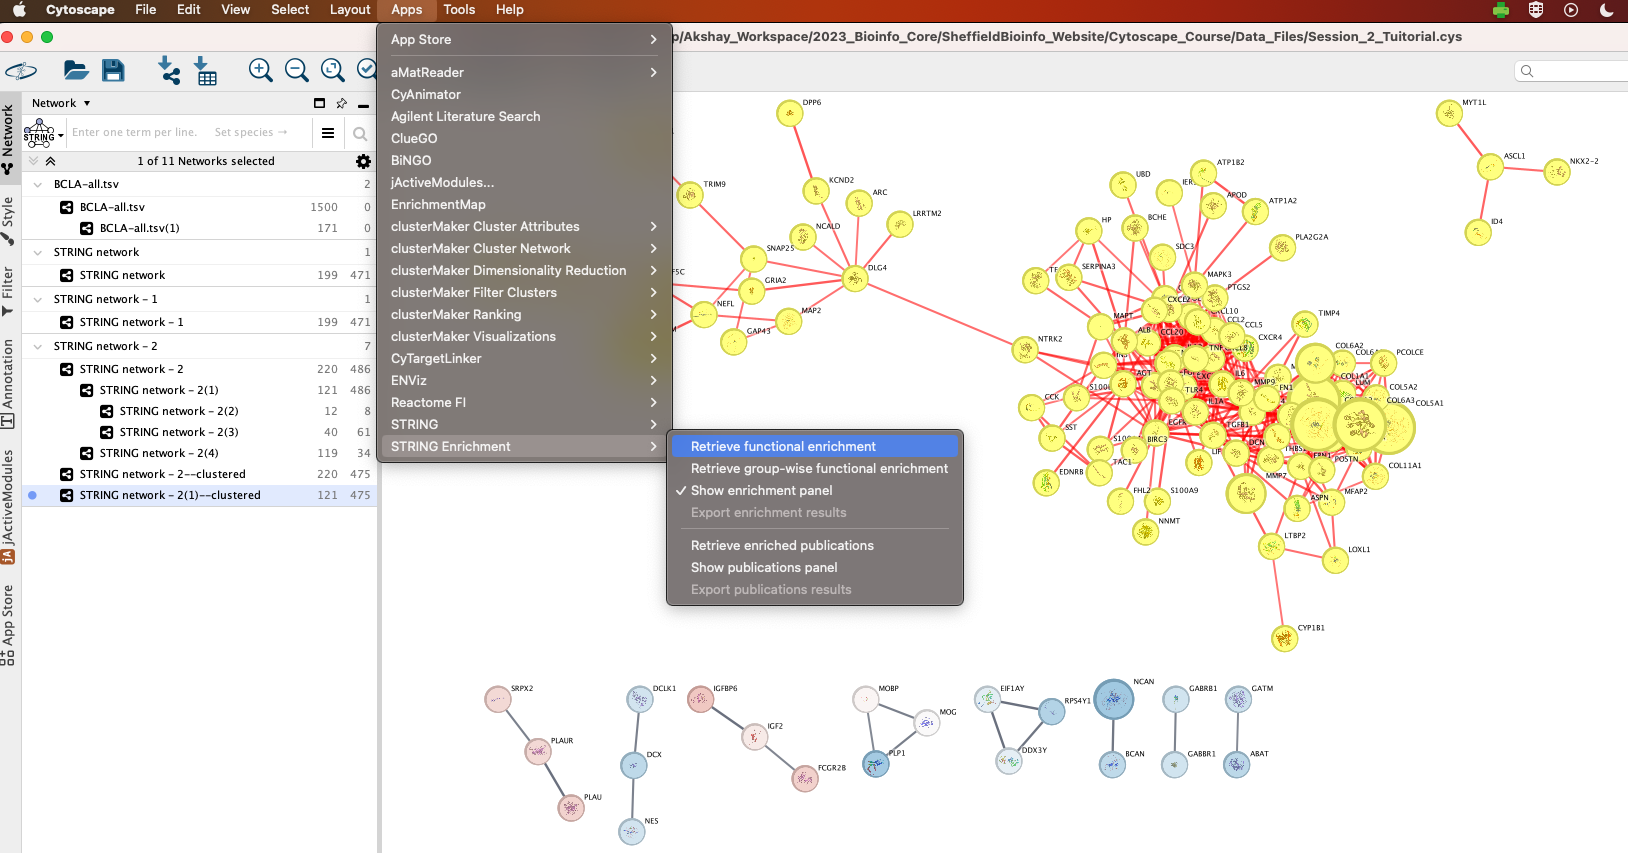 Cytoscape File Edit View Select Layout Apps Tools Help
p/Akshay_Workspace/2023_Bioinfo_Core/SheffieldBioinfo_Website/Cytoscape_Course/Data_Files/Session_2_Tuitorial.cys
Network
Style
Filter
Annotation
jActiveModules
App Store
Network
STRING
Enter one term per line. Set species →
1 of 11 Networks selected
BCLA-all.tsv 2
BCLA-all.tsv 1500 0
BCLA-all.tsv(1) 171 0
STRING network 1
STRING network 199 471
STRING network - 1 1
STRING network - 1 199 471
STRING network - 2 7
STRING network - 2 220 486
STRING network - 2(1) 121 486
STRING network - 2(2) 12 8
STRING network - 2(3) 40 61
STRING network - 2(4) 119 34
STRING network - 2--clustered 220 475
STRING network - 2(1)--clustered 121 475
App Store
aMatReader
CyAnimator
Agilent Literature Search
ClueGO
BiNGO
jActiveModules...
EnrichmentMap
clusterMaker Cluster Attributes
clusterMaker Cluster Network
clusterMaker Dimensionality Reduction
clusterMaker Filter Clusters
clusterMaker Ranking
clusterMaker Visualizations
CyTargetLinker
ENViz
Reactome FI
STRING
STRING Enrichment
Retrieve functional enrichment
Retrieve group-wise functional enrichment
Show enrichment panel
Export enrichment results
Retrieve enriched publications
Show publications panel
Export publications results
DPP6
TRIM9
KCND2
ARC
LRRTM2
NCALD
SNAP25
DLG4
GRIA2
NEFL
MAP2
GAP43
MYT1L
ASCL1
NKX2-2
ID4
ATP1B2
UBD
APOD
ATP1A2
HP
BCHE
PLA2G2A
SDC3
SERPINA3
MAPK3
PTGS2
CXCL10
CCL2
CCL5
TIMP4
MAPT
ALB
CCL20
CXCR4
NTRK2
COL6A2
PCOLCE
COL1A1
AGT
IL6
MMP9
COL5A2
TLR4
IL1A
CCK
COL6A3
COL5A1
EGFR
TGFB1
SST
BIRC3
DCN
THBS2
LIF
POSTN
TAC1
COL11A1
EDNRB
MMP7
FHL2
S100A9
ASPN
MFAP2
NNMT
LTBP2
LOXL1
CYP1B1
SRPX2
DCLK1
IGFBP6
MOBP
EIF1AY
RPS4Y1
NCAN
GABRB1
GATM
PLAUR
DCX
IGF2
MOG
PLP1
DDX3Y
BCAN
GABBR1
ABAT
PLAU
NES
FCGR2B